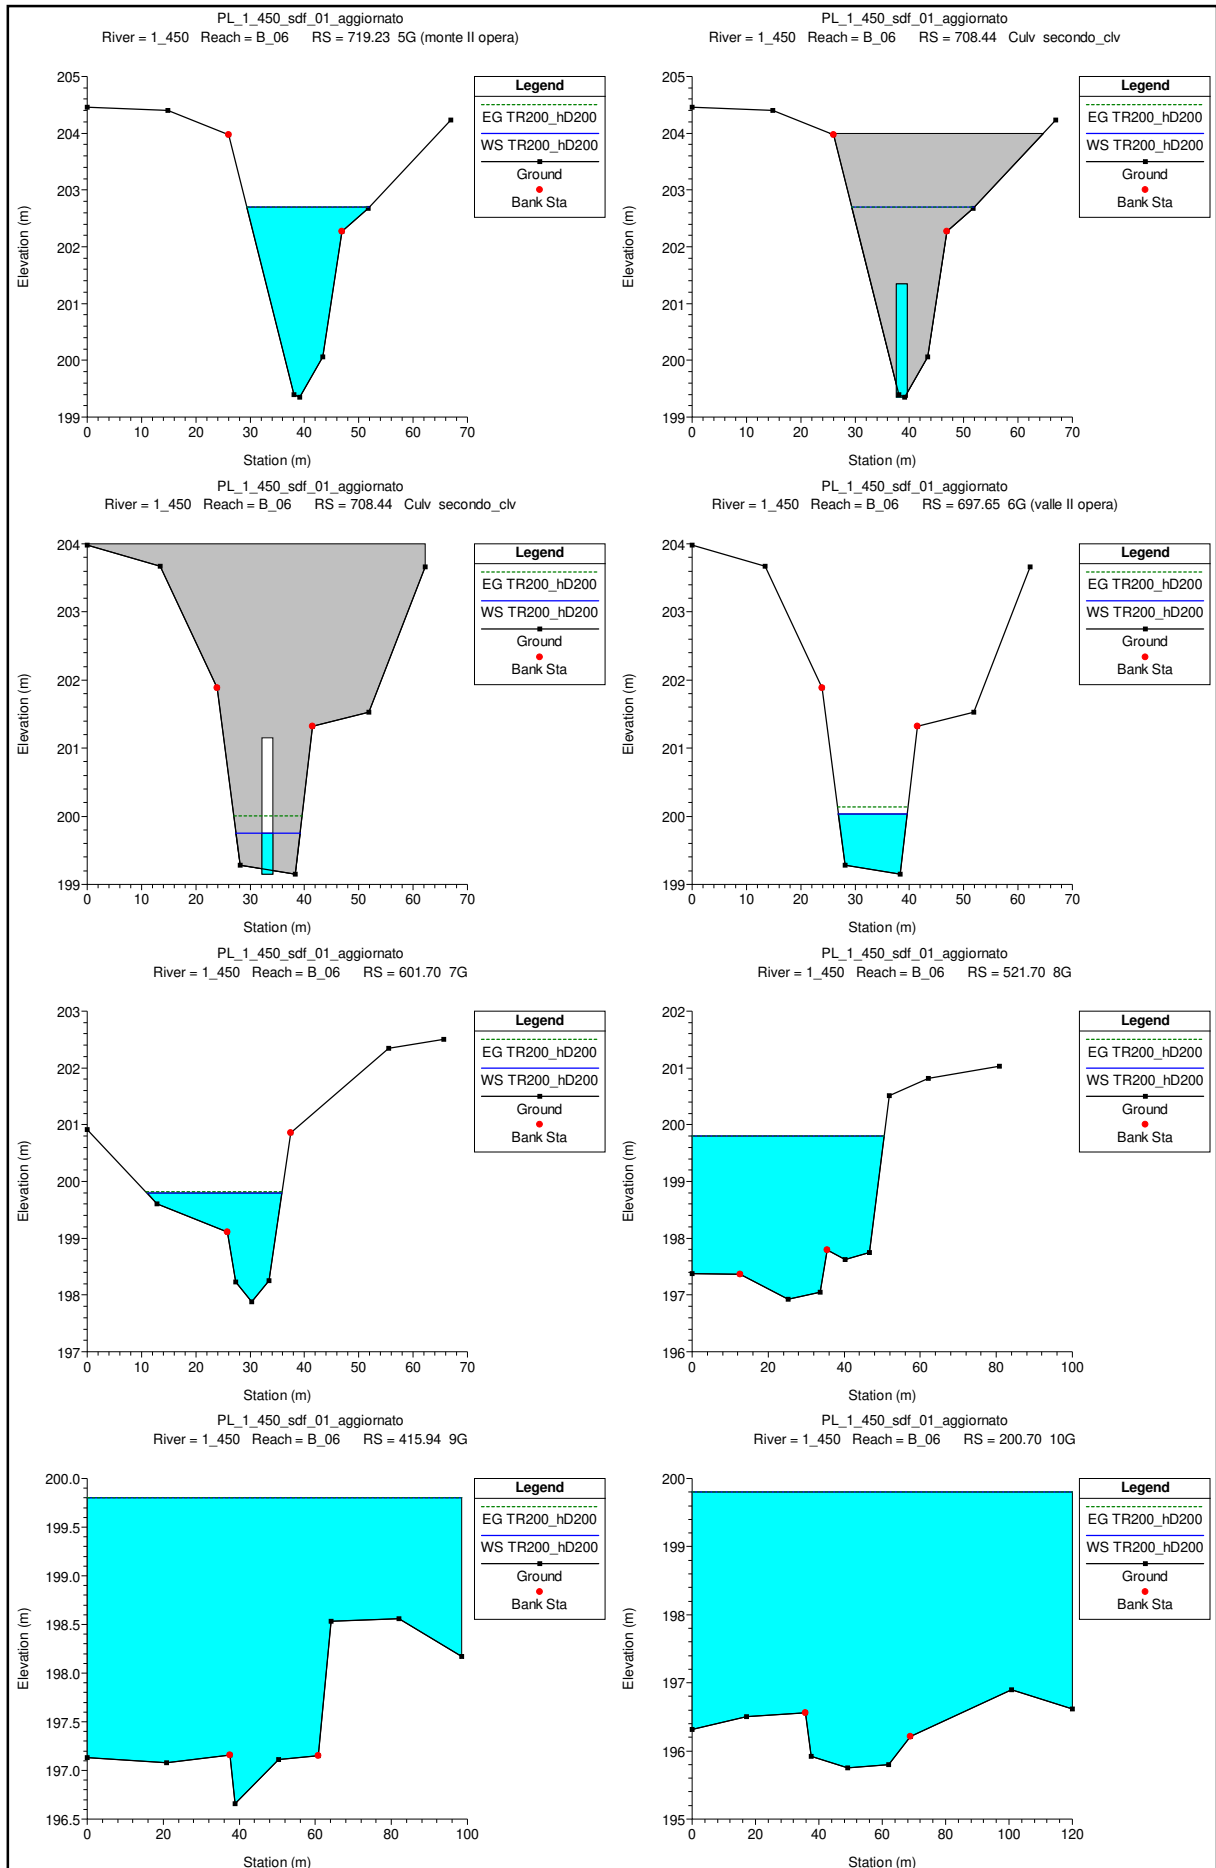 PL_1_450_sdf_01_aggiornato
River = 1_450 Reach = B_06 RS = 719.23 5G (monte II opera)
205
204
203
202
201
200
199
0 10 20 30 40 50 60 70
Elevation (m)
Station (m)
Legend
EG TR200_hD200
WS TR200_hD200
Ground
Bank Sta
PL_1_450_sdf_01_aggiornato
River = 1_450 Reach = B_06 RS = 708.44 Culv secondo_clv
205
204
203
202
201
200
199
0 10 20 30 40 50 60 70
Elevation (m)
Station (m)
Legend
EG TR200_hD200
WS TR200_hD200
Ground
Bank Sta
PL_1_450_sdf_01_aggiornato
River = 1_450 Reach = B_06 RS = 708.44 Culv secondo_clv
204
203
202
201
200
199
0 10 20 30 40 50 60 70
Elevation (m)
Station (m)
Legend
EG TR200_hD200
WS TR200_hD200
Ground
Bank Sta
PL_1_450_sdf_01_aggiornato
River = 1_450 Reach = B_06 RS = 697.65 6G (valle II opera)
204
203
202
201
200
199
0 10 20 30 40 50 60 70
Elevation (m)
Station (m)
Legend
EG TR200_hD200
WS TR200_hD200
Ground
Bank Sta
PL_1_450_sdf_01_aggiornato
River = 1_450 Reach = B_06 RS = 601.70 7G
203
202
201
200
199
198
197
0 10 20 30 40 50 60 70
Elevation (m)
Station (m)
Legend
EG TR200_hD200
WS TR200_hD200
Ground
Bank Sta
PL_1_450_sdf_01_aggiornato
River = 1_450 Reach = B_06 RS = 521.70 8G
202
201
200
199
198
197
196
0 20 40 60 80 100
Elevation (m)
Station (m)
Legend
EG TR200_hD200
WS TR200_hD200
Ground
Bank Sta
PL_1_450_sdf_01_aggiornato
River = 1_450 Reach = B_06 RS = 415.94 9G
200.0
199.5
199.0
198.5
198.0
197.5
197.0
196.5
0 20 40 60 80 100
Elevation (m)
Station (m)
Legend
EG TR200_hD200
WS TR200_hD200
Ground
Bank Sta
PL_1_450_sdf_01_aggiornato
River = 1_450 Reach = B_06 RS = 200.70 10G
200
199
198
197
196
195
0 20 40 60 80 100 120
Elevation (m)
Station (m)
Legend
EG TR200_hD200
WS TR200_hD200
Ground
Bank Sta